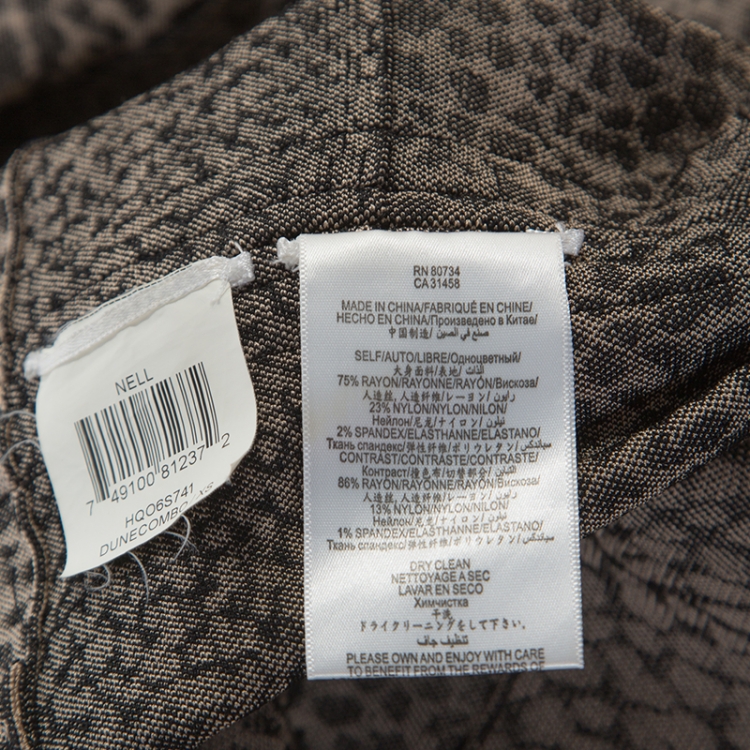 NELL
7 49100 81237 2
HQO6S741
DUNECOMBO XS
RN 80734
CA 31458
MADE IN CHINA/FABRIQUÉ EN CHINE/
HECHO EN CHINA/Произведено в Китае/
中国制造/ صنع في الصين
SELF/AUTO/LIBRE/Одноцветный/
大身面料/表地/ الذات
75% RAYON/RAYONNE/RAYÓN/Вискоза/
人造丝, 人造纤维/レーヨン/ رايون
23% NYLON/NYLON/NILON/
Нейлон/尼龙/ナイロン/ نايلون
2% SPANDEX/ELASTHANNE/ELASTANO/
Ткань спандекс/弹性纤维/ポリウレタン/ سباندكس
CONTRAST/CONTRASTE/CONTRASTE/
Контраст/撞色布/切替部分/ التباين
86% RAYON/RAYONNE/RAYÓN/Вискоза/
人造丝, 人造纤维/レーヨン/ رايون
13% NYLON/NYLON/NILON/
Нейлон/尼龙/ナイロン/ نايلون
1% SPANDEX/ELASTHANNE/ELASTANO/
Ткань спандекс/弹性纤维/ポリウレタン/ سباندكس
DRY CLEAN
NETTOYAGE A SEC
LAVAR EN SECO
Химчистка
干洗
ドライクリーニングをして下さい。
تنظيف جاف
PLEASE OWN AND ENJOY WITH CARE
TO BENEFIT FROM THE REWARDS OF